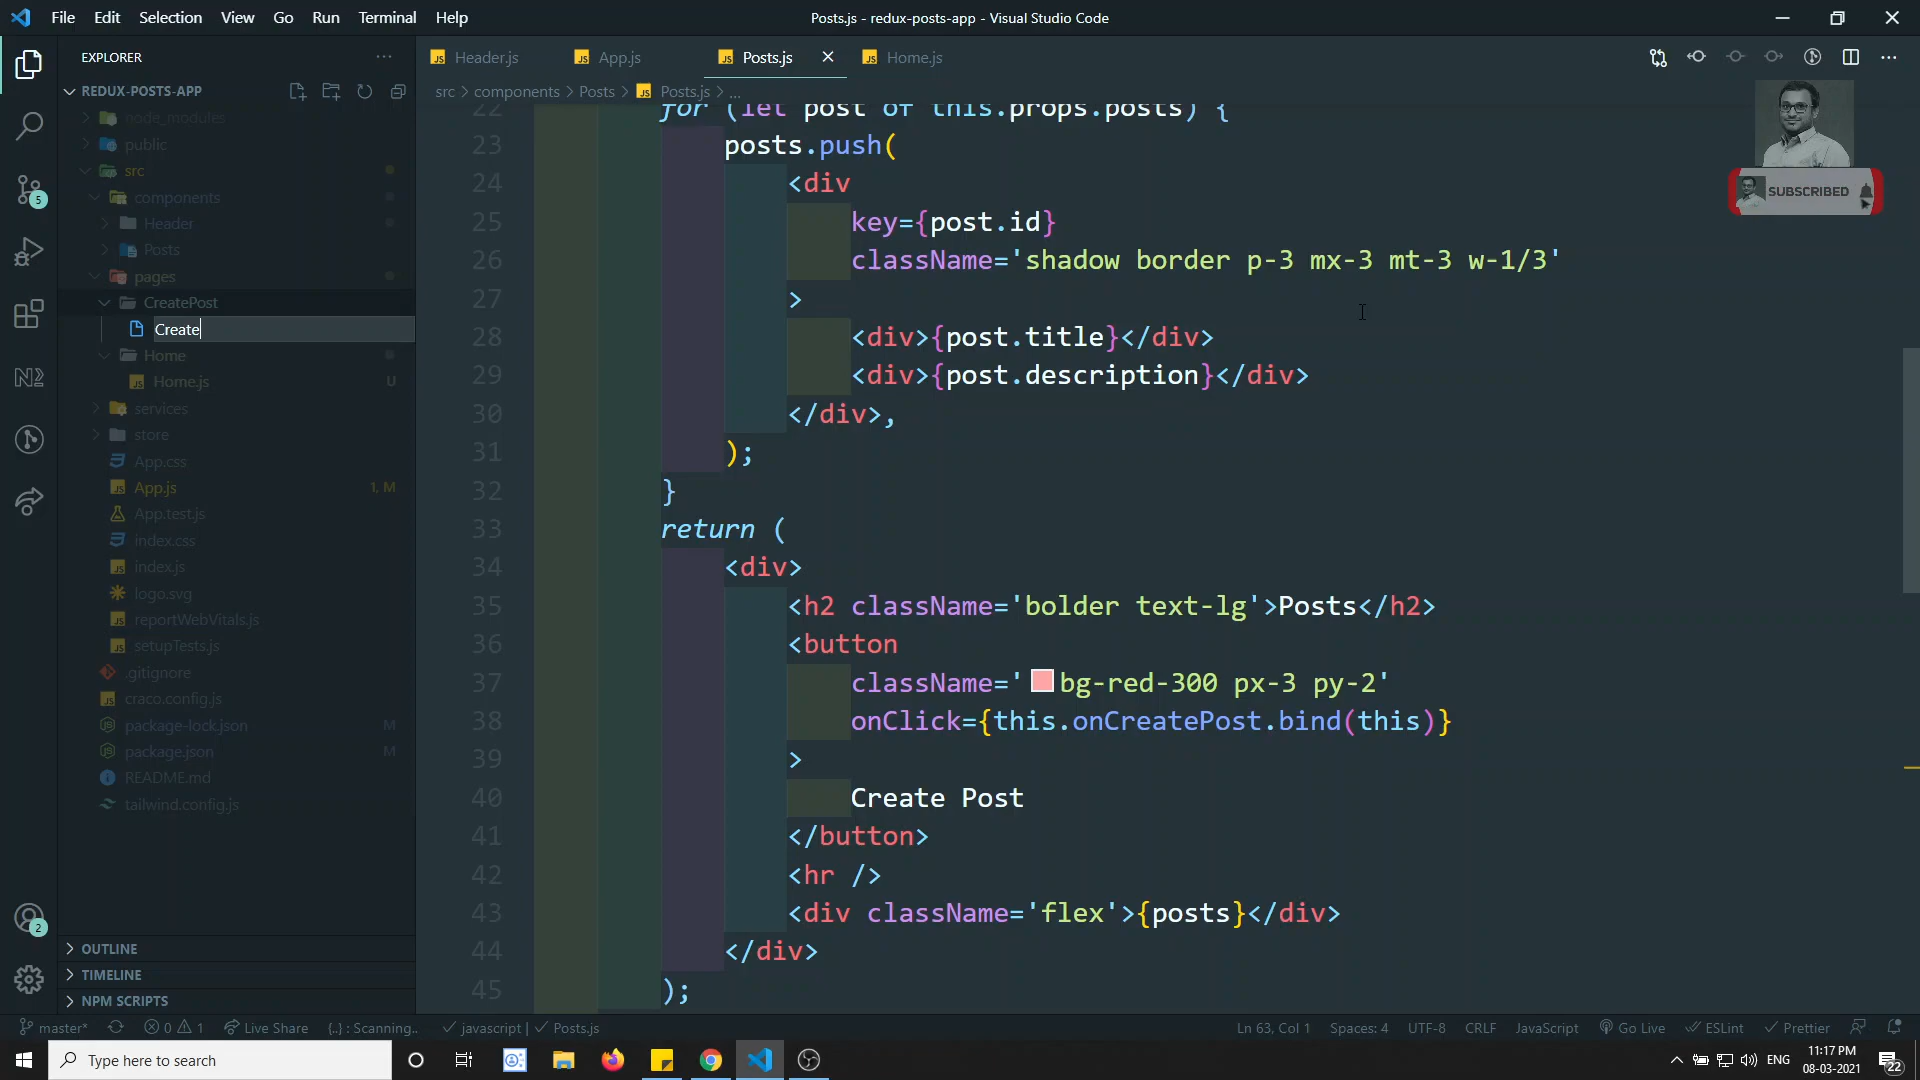 File Edit Selection View Go Run Terminal Help
Posts.js - redux-posts-app - Visual Studio Code
EXPLORER
Header.js
App.js
Posts.js
Home.js
REDUX-POSTS-APP
src > components > Posts > Posts.js > ...
node_modules
public
src
components
Header
Posts
pages
CreatePost
Create
Home
Home.js U
services
store
App.css
App.js 1, M
App.test.js
index.css
index.js
logo.svg
reportWebVitals.js
setupTests.js
.gitignore
craco.config.js
package-lock.json M
package.json M
README.md
tailwind.config.js
OUTLINE
TIMELINE
NPM SCRIPTS
5
2
22 for (let post of this.props.posts) {
23 posts.push(
24 <div
25 key={post.id}
26 className='shadow border p-3 mx-3 mt-3 w-1/3'
27 >
28 <div>{post.title}</div>
29 <div>{post.description}</div>
30 </div>,
31 );
32 }
33 return (
34 <div>
35 <h2 className='bolder text-lg'>Posts</h2>
36 <button
37 className='bg-red-300 px-3 py-2'
38 onClick={this.onCreatePost.bind(this)}
39 >
40 Create Post
41 </button>
42 <hr />
43 <div className='flex'>{posts}</div>
44 </div>
45 );
SUBSCRIBED
master* 0 1 Live Share {..} : Scanning.. javascript | Posts.js Ln 63, Col 1 Spaces: 4 UTF-8 CRLF JavaScript Go Live ESLint Prettier
Type here to search
ENG
11:17 PM
08-03-2021
22